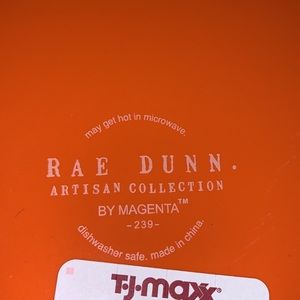 may get hot in microwave.
RAE DUNN.
ARTISAN COLLECTION
BY MAGENTA™
-239-
dishwasher safe. made in china.
T·J·maxx